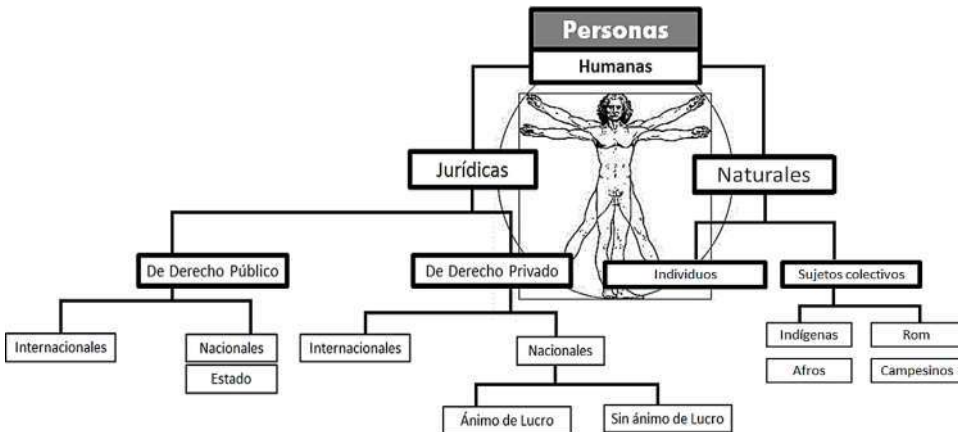 Personas
Humanas
Jurídicas
Naturales
De Derecho Público
De Derecho Privado
Individuos
Sujetos colectivos
Internacionales
Nacionales
Estado
Internacionales
Nacionales
Indígenas
Rom
Afros
Campesinos
Ánimo de Lucro
Sin ánimo de Lucro